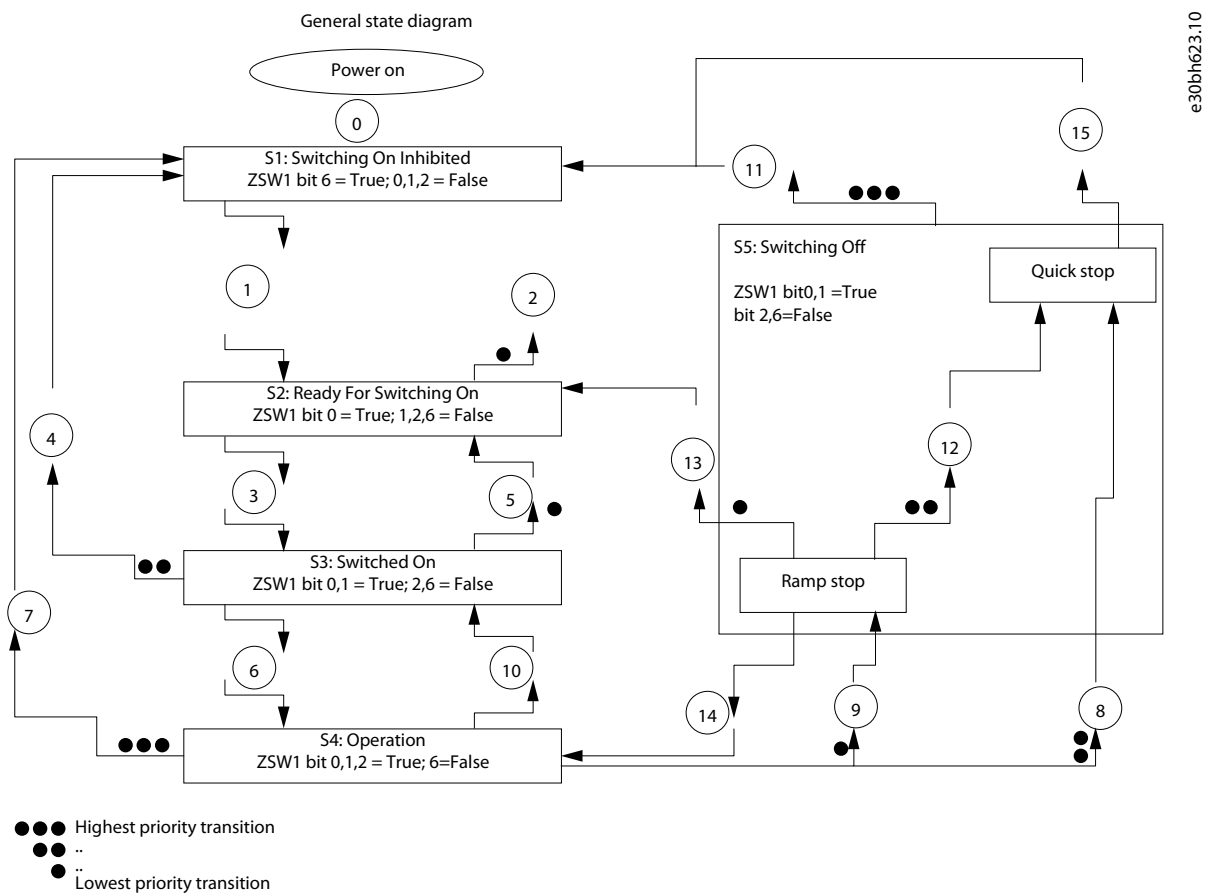 General state diagram
e30bh623.10
Power on
0
15
S1: Switching On Inhibited
ZSW1 bit 6 = True; 0,1,2 = False
11
S5: Switching Off
ZSW1 bit0,1 =True
bit 2,6=False
Quick stop
1
2
S2: Ready For Switching On
ZSW1 bit 0 = True; 1,2,6 = False
4
13
12
3
5
S3: Switched On
ZSW1 bit 0,1 = True; 2,6 = False
Ramp stop
7
6
10
14
9
8
S4: Operation
ZSW1 bit 0,1,2 = True; 6=False
Highest priority transition
..
..
Lowest priority transition